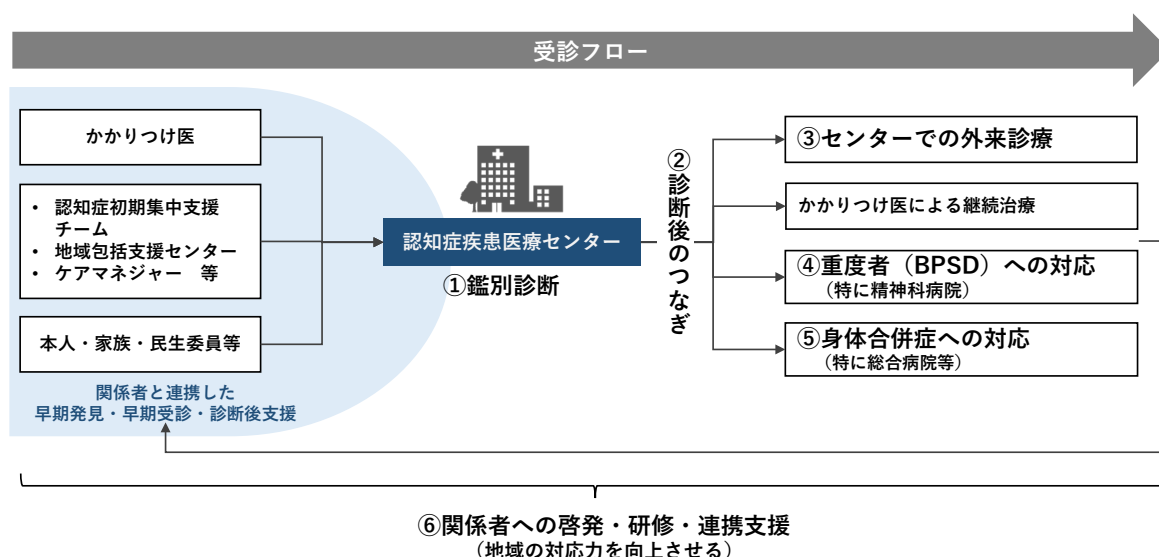 受診フロー
かかりつけ医
• 認知症初期集中支援
チーム
• 地域包括支援センター
• ケアマネジャー 等
本人・家族・民生委員等
関係者と連携した
早期発見・早期受診・診断後支援
認知症疾患医療センター
①鑑別診断
②診断後のつなぎ
③センターでの外来診療
かかりつけ医による継続治療
④重度者（BPSD）への対応
（特に精神科病院）
⑤身体合併症への対応
（特に総合病院等）
⑥関係者への啓発・研修・連携支援
（地域の対応力を向上させる）